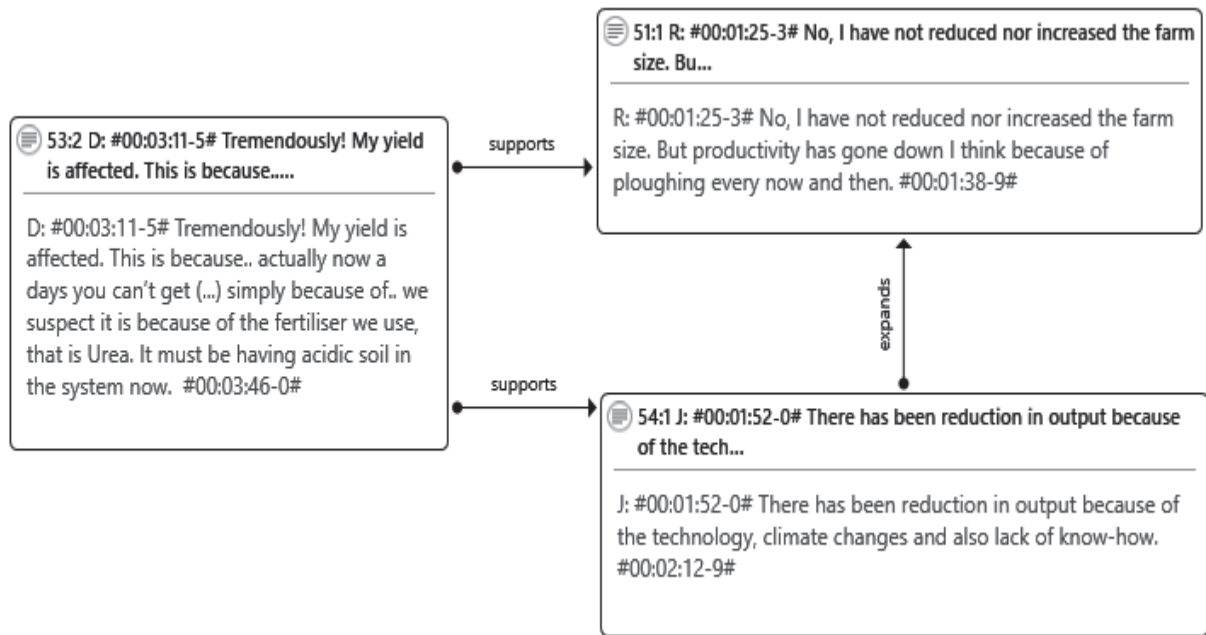 53:2 D: #00:03:11-5# Tremendously! My yield
is affected. This is because.....
D: #00:03:11-5# Tremendously! My yield is
affected. This is because.. actually now a
days you can't get (...) simply because of.. we
suspect it is because of the fertiliser we use,
that is Urea. It must be having acidic soil in
the system now. #00:03:46-0#
supports
supports
51:1 R: #00:01:25-3# No, I have not reduced nor increased the farm
size. Bu...
R: #00:01:25-3# No, I have not reduced nor increased the farm
size. But productivity has gone down I think because of
ploughing every now and then. #00:01:38-9#
expands
54:1 J: #00:01:52-0# There has been reduction in output because
of the tech...
J: #00:01:52-0# There has been reduction in output because of
the technology, climate changes and also lack of know-how.
#00:02:12-9#